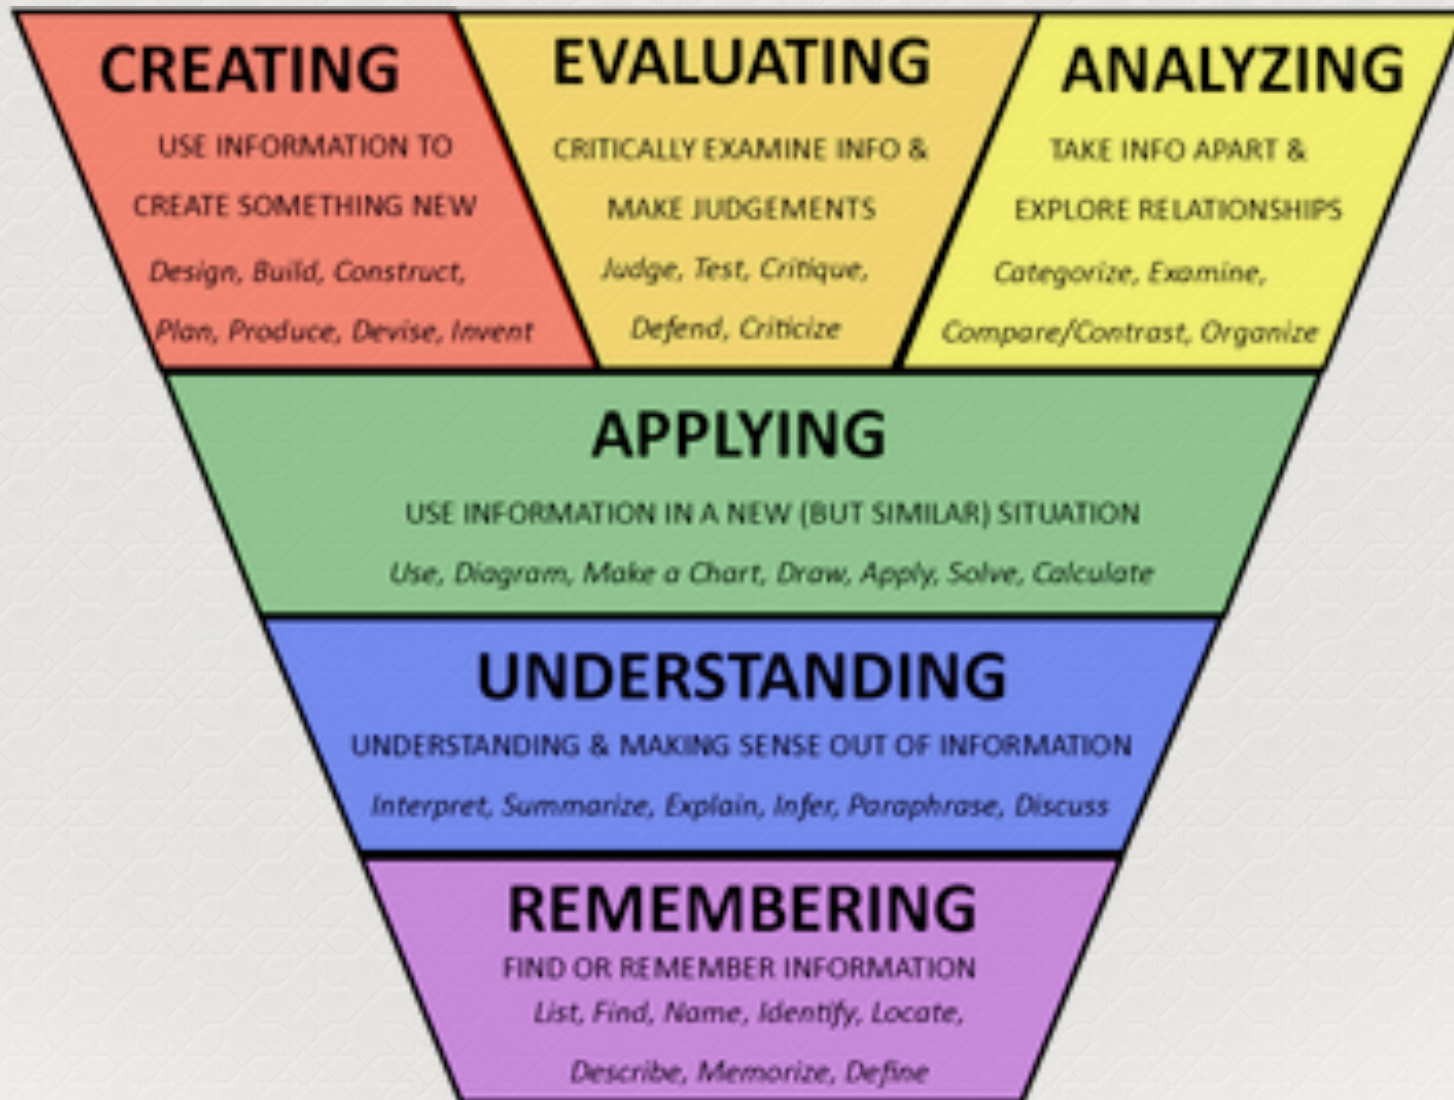 CREATING
USE INFORMATION TO
CREATE SOMETHING NEW
Design, Build, Construct,
Plan, Produce, Devise, Invent
EVALUATING
CRITICALLY EXAMINE INFO &
MAKE JUDGEMENTS
Judge, Test, Critique,
Defend, Criticize
ANALYZING
TAKE INFO APART &
EXPLORE RELATIONSHIPS
Categorize, Examine,
Compare/Contrast, Organize
APPLYING
USE INFORMATION IN A NEW (BUT SIMILAR) SITUATION
Use, Diagram, Make a Chart, Draw, Apply, Solve, Calculate
UNDERSTANDING
UNDERSTANDING & MAKING SENSE OUT OF INFORMATION
Interpret, Summarize, Explain, Infer, Paraphrase, Discuss
REMEMBERING
FIND OR REMEMBER INFORMATION
List, Find, Name, Identify, Locate,
Describe, Memorize, Define